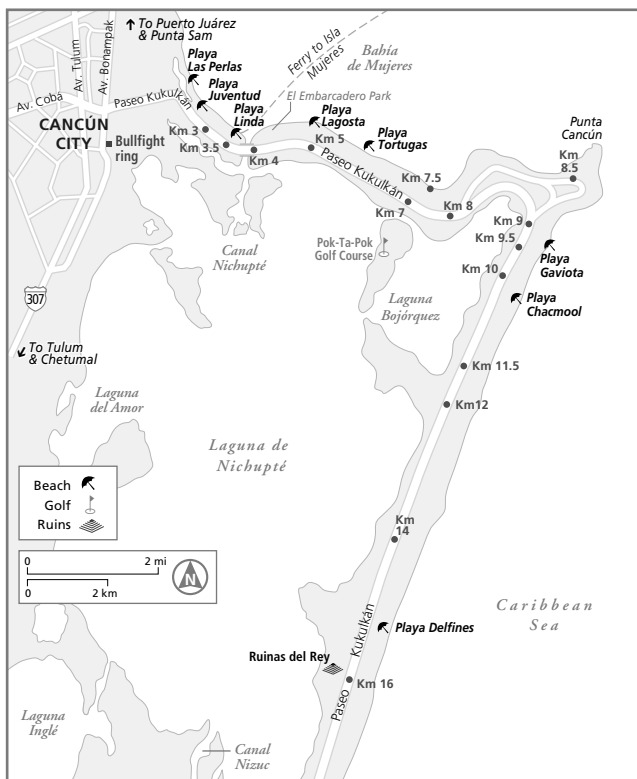 To Puerto Juárez
& Punta Sam
Av. Tulum
Av. Bonampak
Av. Cobá
Paseo Kukulkán
CANCÚN
CITY
Bullfight
ring
Playa
Las Perlas
Playa
Juventud
Playa
Linda
Ferry to Isla
Mujeres
Bahía
de Mujeres
El Embarcadero Park
Playa
Lagosta
Playa
Tortugas
Punta
Cancún
Km 3
Km 3.5
Km 4
Km 5
Paseo Kukulkán
Km 7
Km 7.5
Km 8
Km
8.5
Km 9
Km 9.5
Km 10
Playa
Gaviota
Playa
Chacmool
Canal
Nichupté
Pok-Ta-Pok
Golf Course
Laguna
Bojórquez
307
To Tulum
& Chetumal
Km 11.5
Km12
Laguna
del Amor
Laguna de
Nichupté
Beach
Golf
Ruins
0 2 mi
0 2 km
N
Km
14
Caribbean
Sea
Playa Delfines
Ruinas del Rey
Paseo Kukulkán
Km 16
Laguna
Inglé
Canal
Nizuc